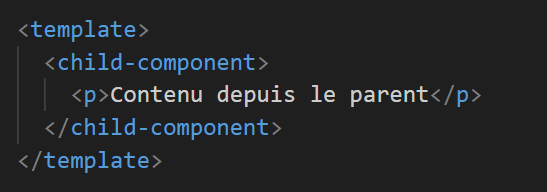 <template>
<child-component>
<p>Contenu depuis le parent</p>
</child-component>
</template>